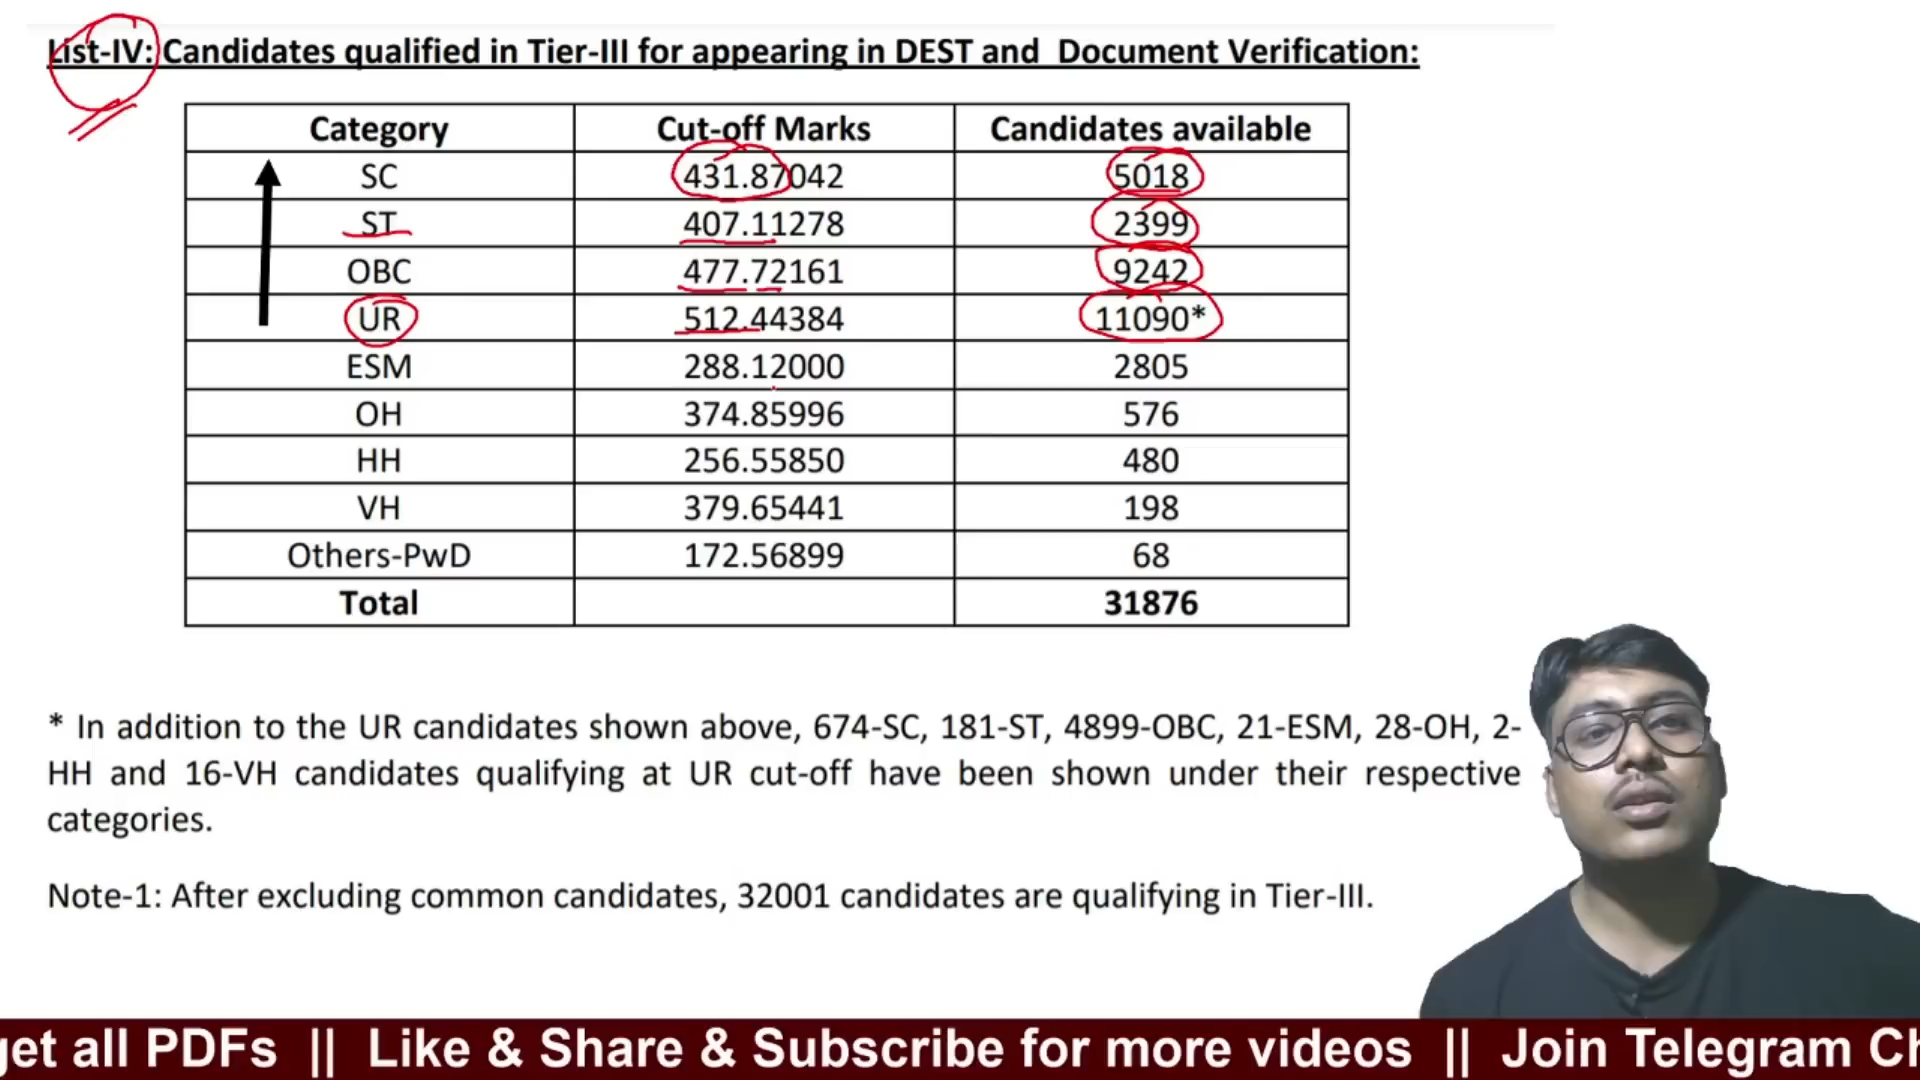 List-IV: Candidates qualified in Tier-III for appearing in DEST and Document Verification:
Category Cut-off Marks Candidates available
SC 431.87042 5018
ST 407.11278 2399
OBC 477.72161 9242
UR 512.44384 11090*
ESM 288.12000 2805
OH 374.85996 576
HH 256.55850 480
VH 379.65441 198
Others-PwD 172.56899 68
Total 31876
* In addition to the UR candidates shown above, 674-SC, 181-ST, 4899-OBC, 21-ESM, 28-OH, 2-
HH and 16-VH candidates qualifying at UR cut-off have been shown under their respective
categories.
Note-1: After excluding common candidates, 32001 candidates are qualifying in Tier-III.
get all PDFs || Like & Share & Subscribe for more videos || Join Telegram Ch